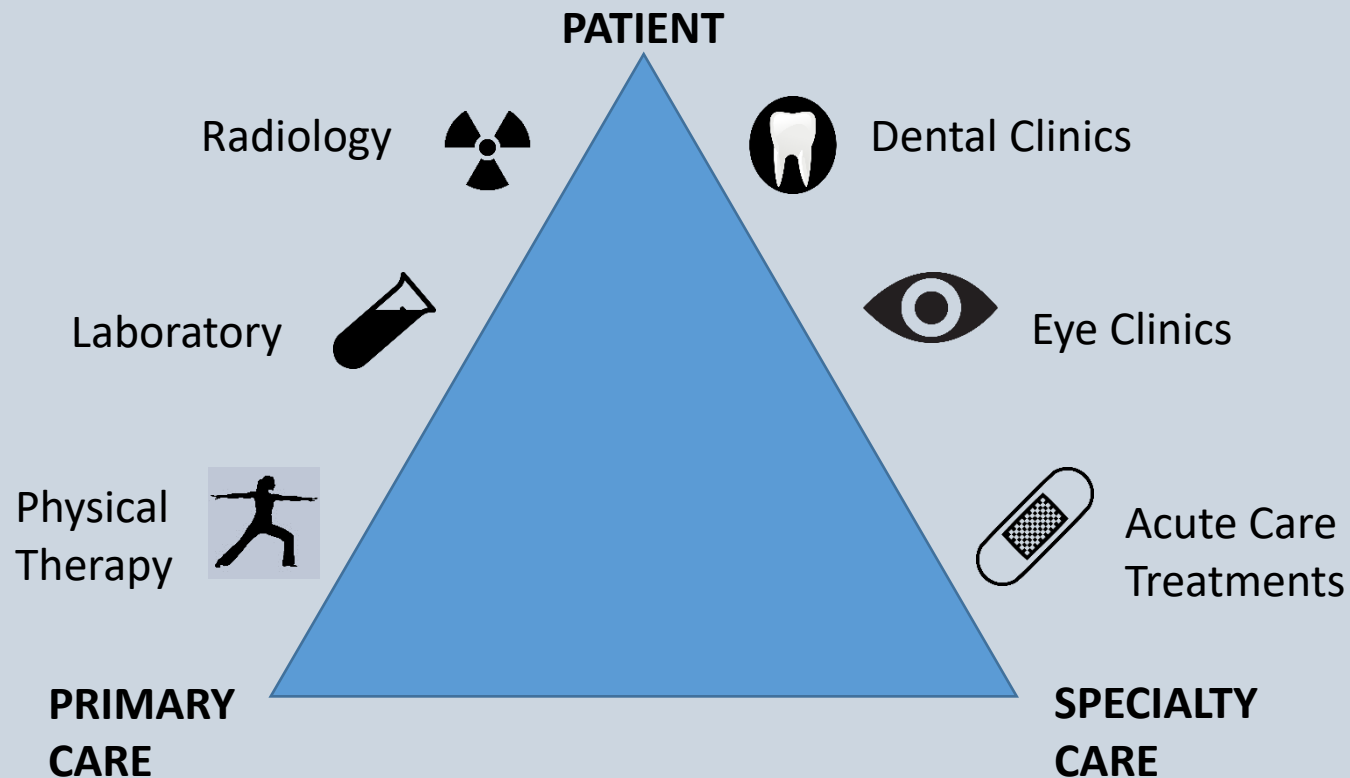 PATIENT
Radiology
Dental Clinics
Laboratory
Eye Clinics
Physical
Therapy
Acute Care
Treatments
PRIMARY
CARE
SPECIALTY
CARE